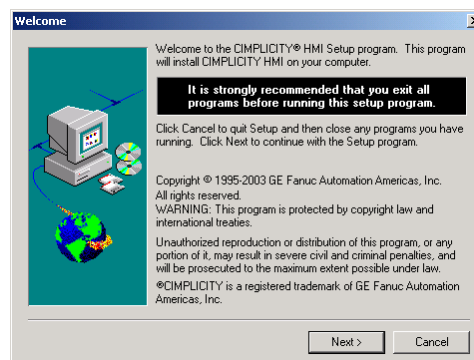 Welcome
Welcome to the CIMPLICITY® HMI Setup program. This program
will install CIMPLICITY HMI on your computer.
It is strongly recommended that you exit all
programs before running this setup program.
Click Cancel to quit Setup and then close any programs you have
running. Click Next to continue with the Setup program.
Copyright © 1995-2003 GE Fanuc Automation Americas, Inc.
All rights reserved.
WARNING: This program is protected by copyright law and
international treaties.
Unauthorized reproduction or distribution of this program, or any
portion of it, may result in severe civil and criminal penalties, and
will be prosecuted to the maximum extent possible under law.
®CIMPLICITY is a registered trademark of GE Fanuc Automation
Americas, Inc.
Next >
Cancel